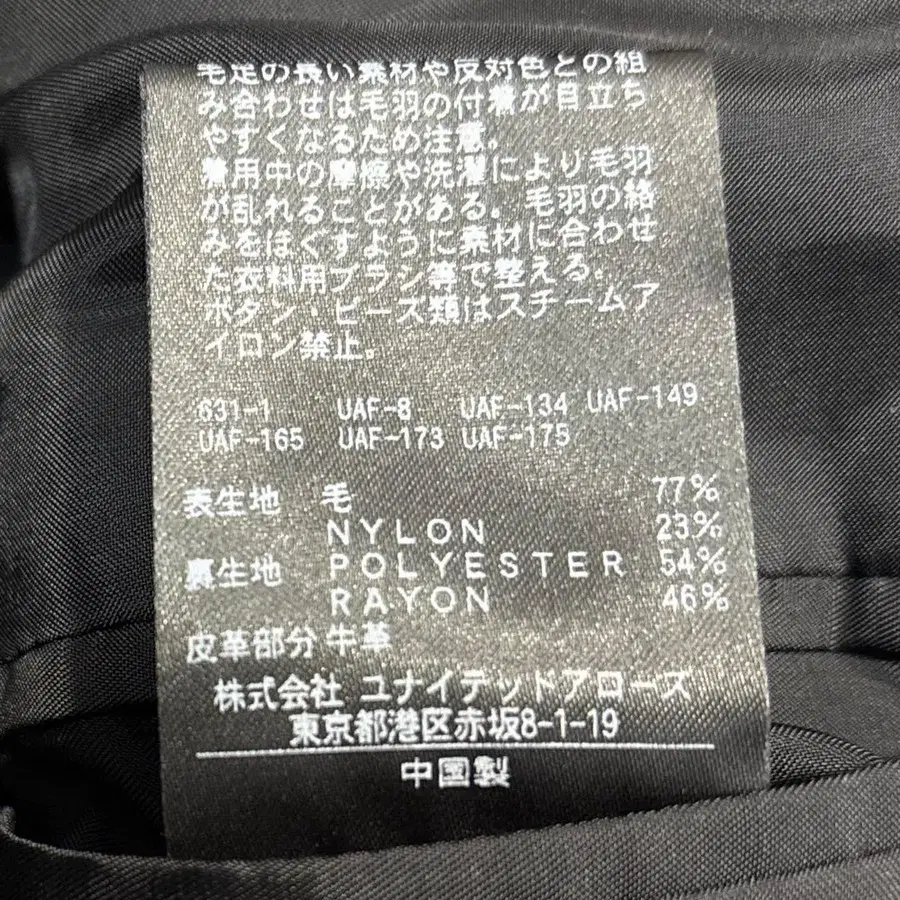 毛足の長い素材や反対色との組
み合わせは毛羽の付着が目立ち
やすくなるため注意。
着用中の摩擦や洗濯により毛羽
が乱れることがある。毛羽の絡
みをほぐすように素材に合わせ
た衣料用ブラシ等で整える。
ボタン・ビーズ類はスチームア
イロン禁止。
631-1 UAF-8 UAF-134 UAF-149
UAF-165 UAF-173 UAF-175
表生地 毛 77%
NYLON 23%
裏生地 POLYESTER 54%
RAYON 46%
皮革部分 牛革
株式会社 ユナイテッドアローズ
東京都港区赤坂8-1-19
中国製